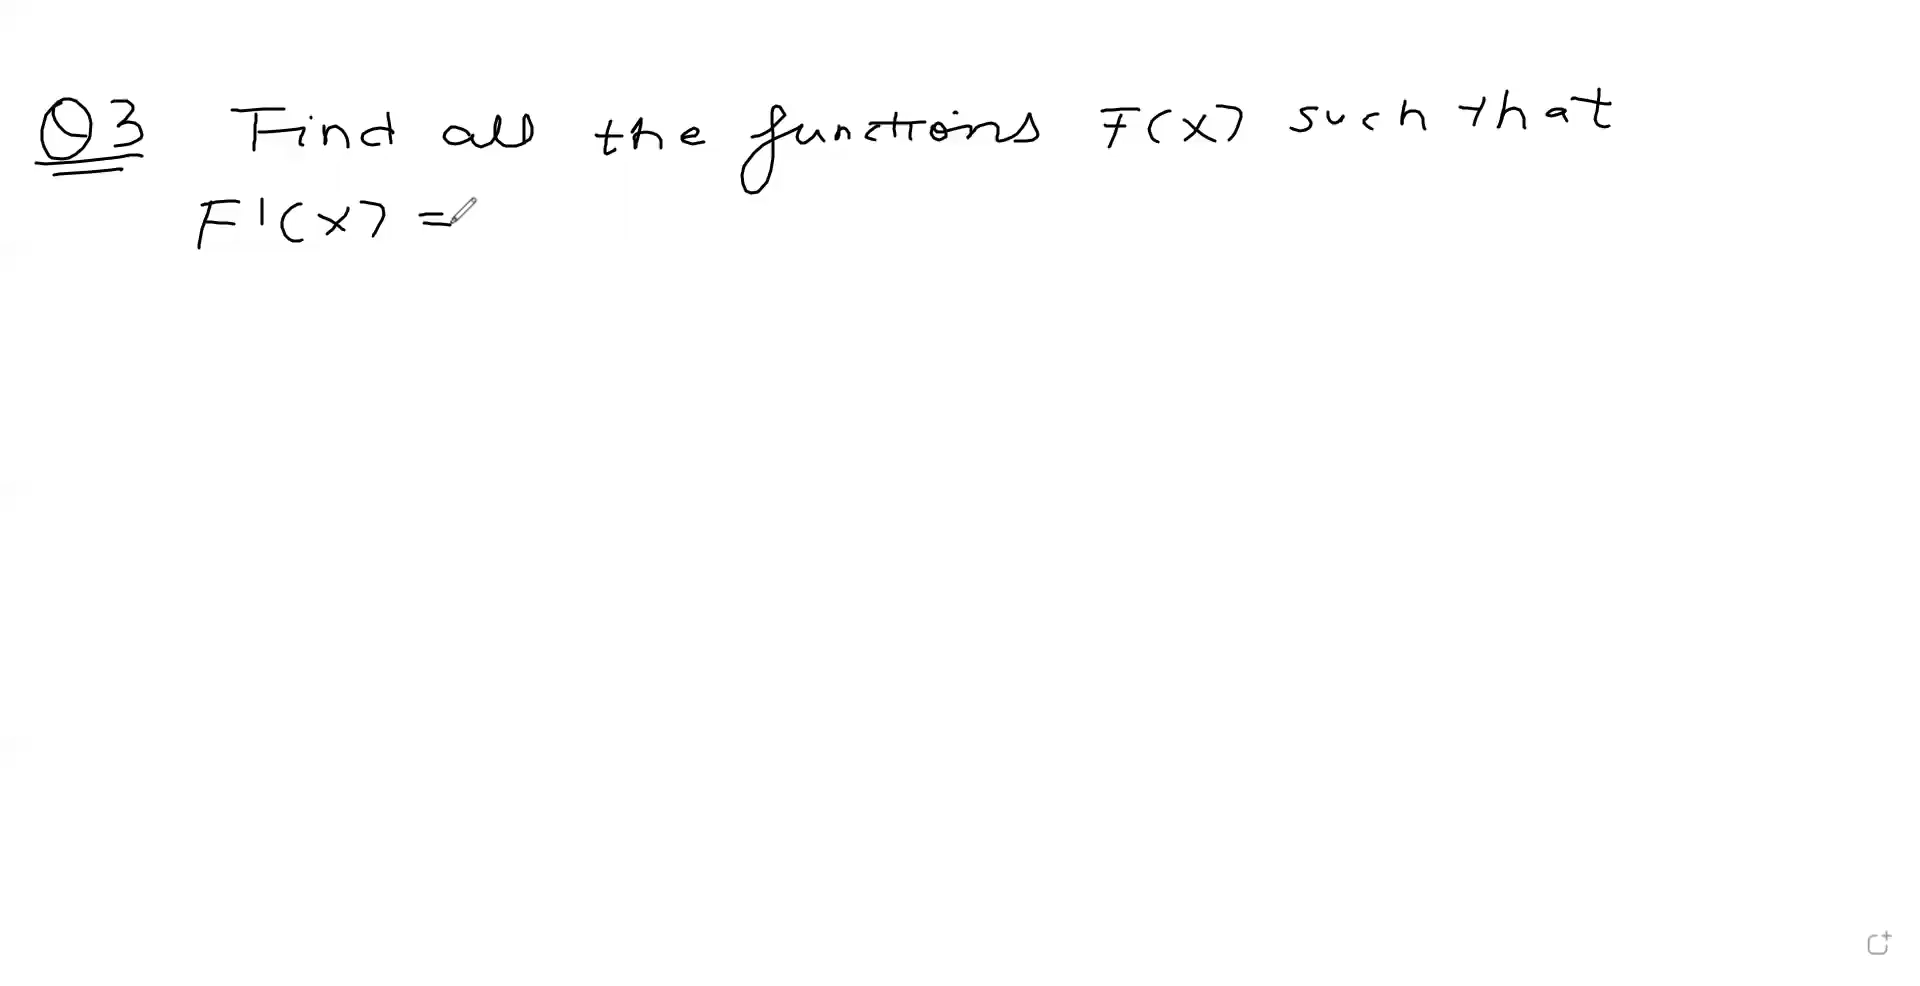 Q3 Find all the functions F(x) such that
F'(x) =